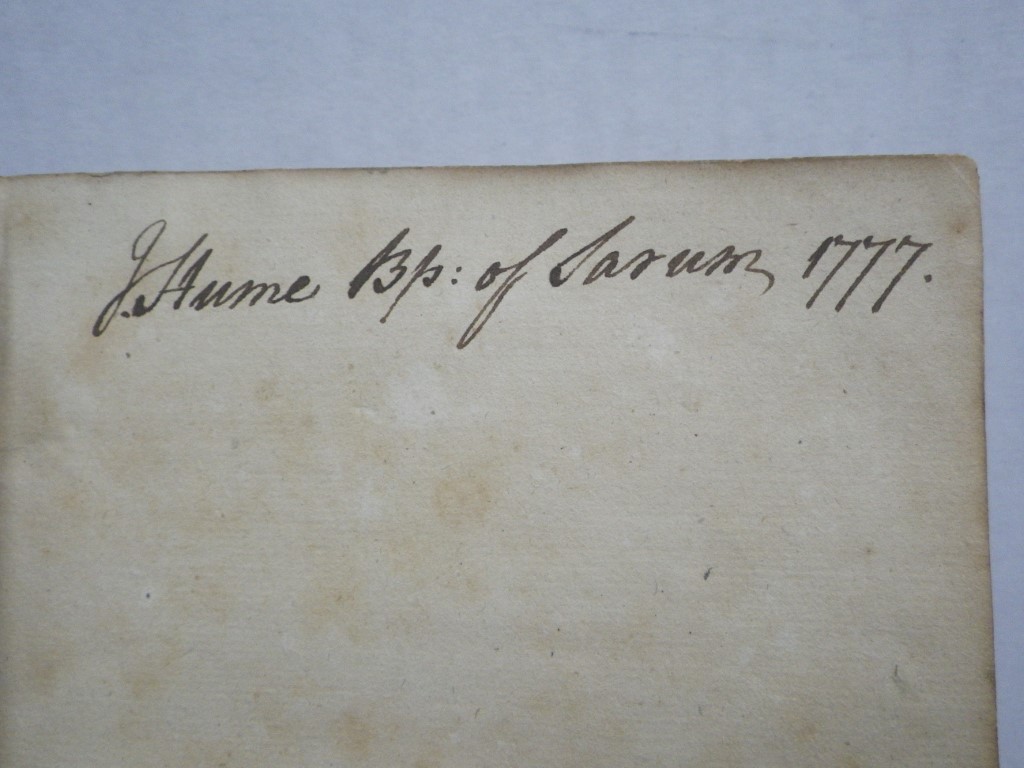 J. Hume Bp: of Sarum, 1777.